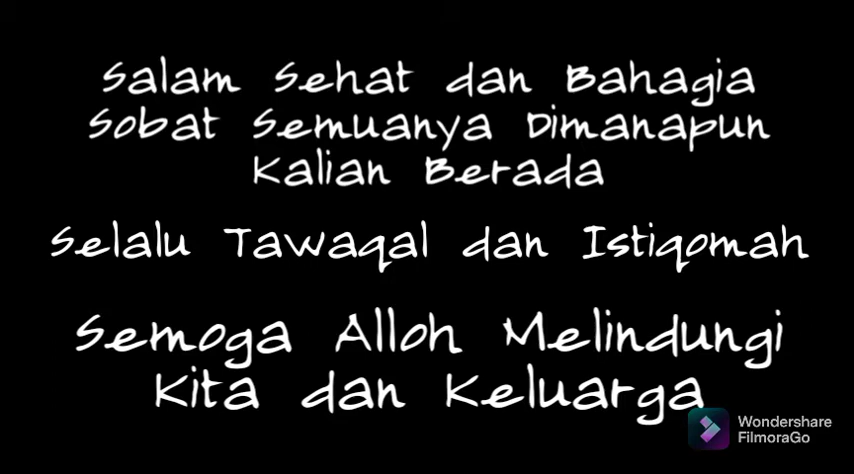 Salam Sehat dan Bahagia
Sobat Semuanya Dimanapun
Kalian Berada
Selalu Tawaqal dan Istiqomah
Semoga Alloh Melindungi
Kita dan Keluarga
Wondershare
FilmoraGo